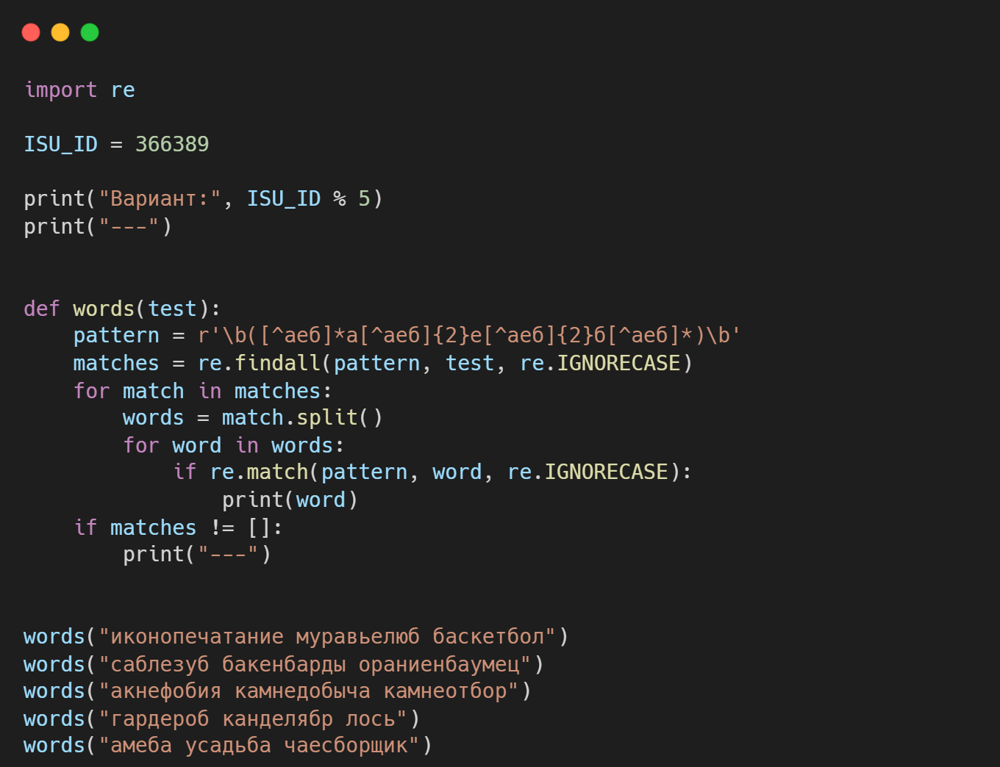 import re
ISU_ID = 366389
print("Вариант:", ISU_ID % 5)
print("---")
def words(test):
    pattern = r'\b([^аеб]*а[^аеб]{2}е[^аеб]{2}б[^аеб]*)\b'
    matches = re.findall(pattern, test, re.IGNORECASE)
    for match in matches:
        words = match.split()
        for word in words:
            if re.match(pattern, word, re.IGNORECASE):
                print(word)
    if matches != []:
        print("---")
words("иконопечатание муравьелюб баскетбол")
words("саблезуб бакенбарды ораниенбаумец")
words("акнефобия камнедобыча камнеотбор")
words("гардероб канделябр лось")
words("амеба усадьба чаесборщик")